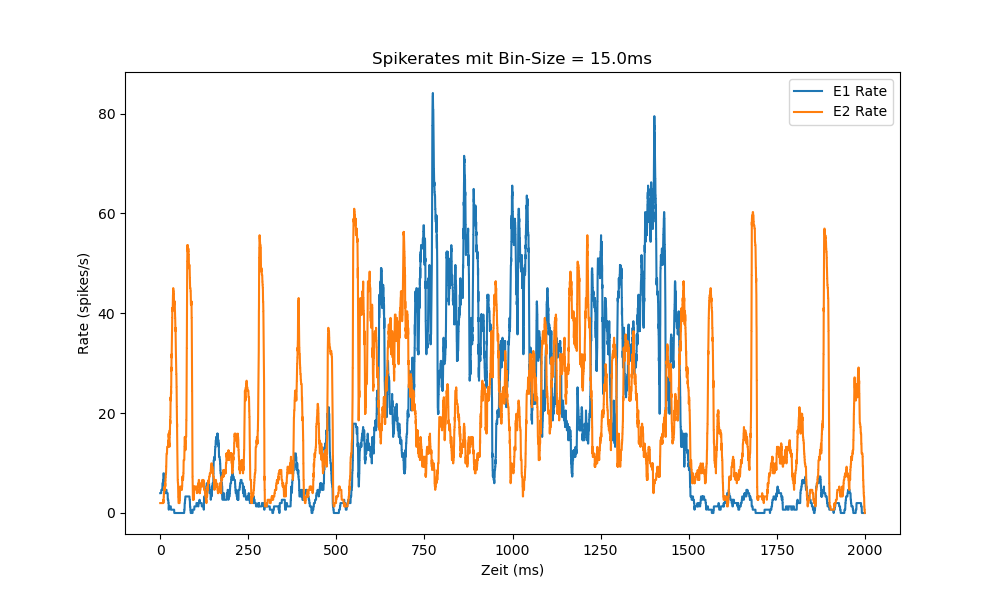 Spikerates mit Bin-Size = 15.0ms
E1 Rate
E2 Rate
80
60
40
20
0
Rate (spikes/s)
0 250 500 750 1000 1250 1500 1750 2000
Zeit (ms)